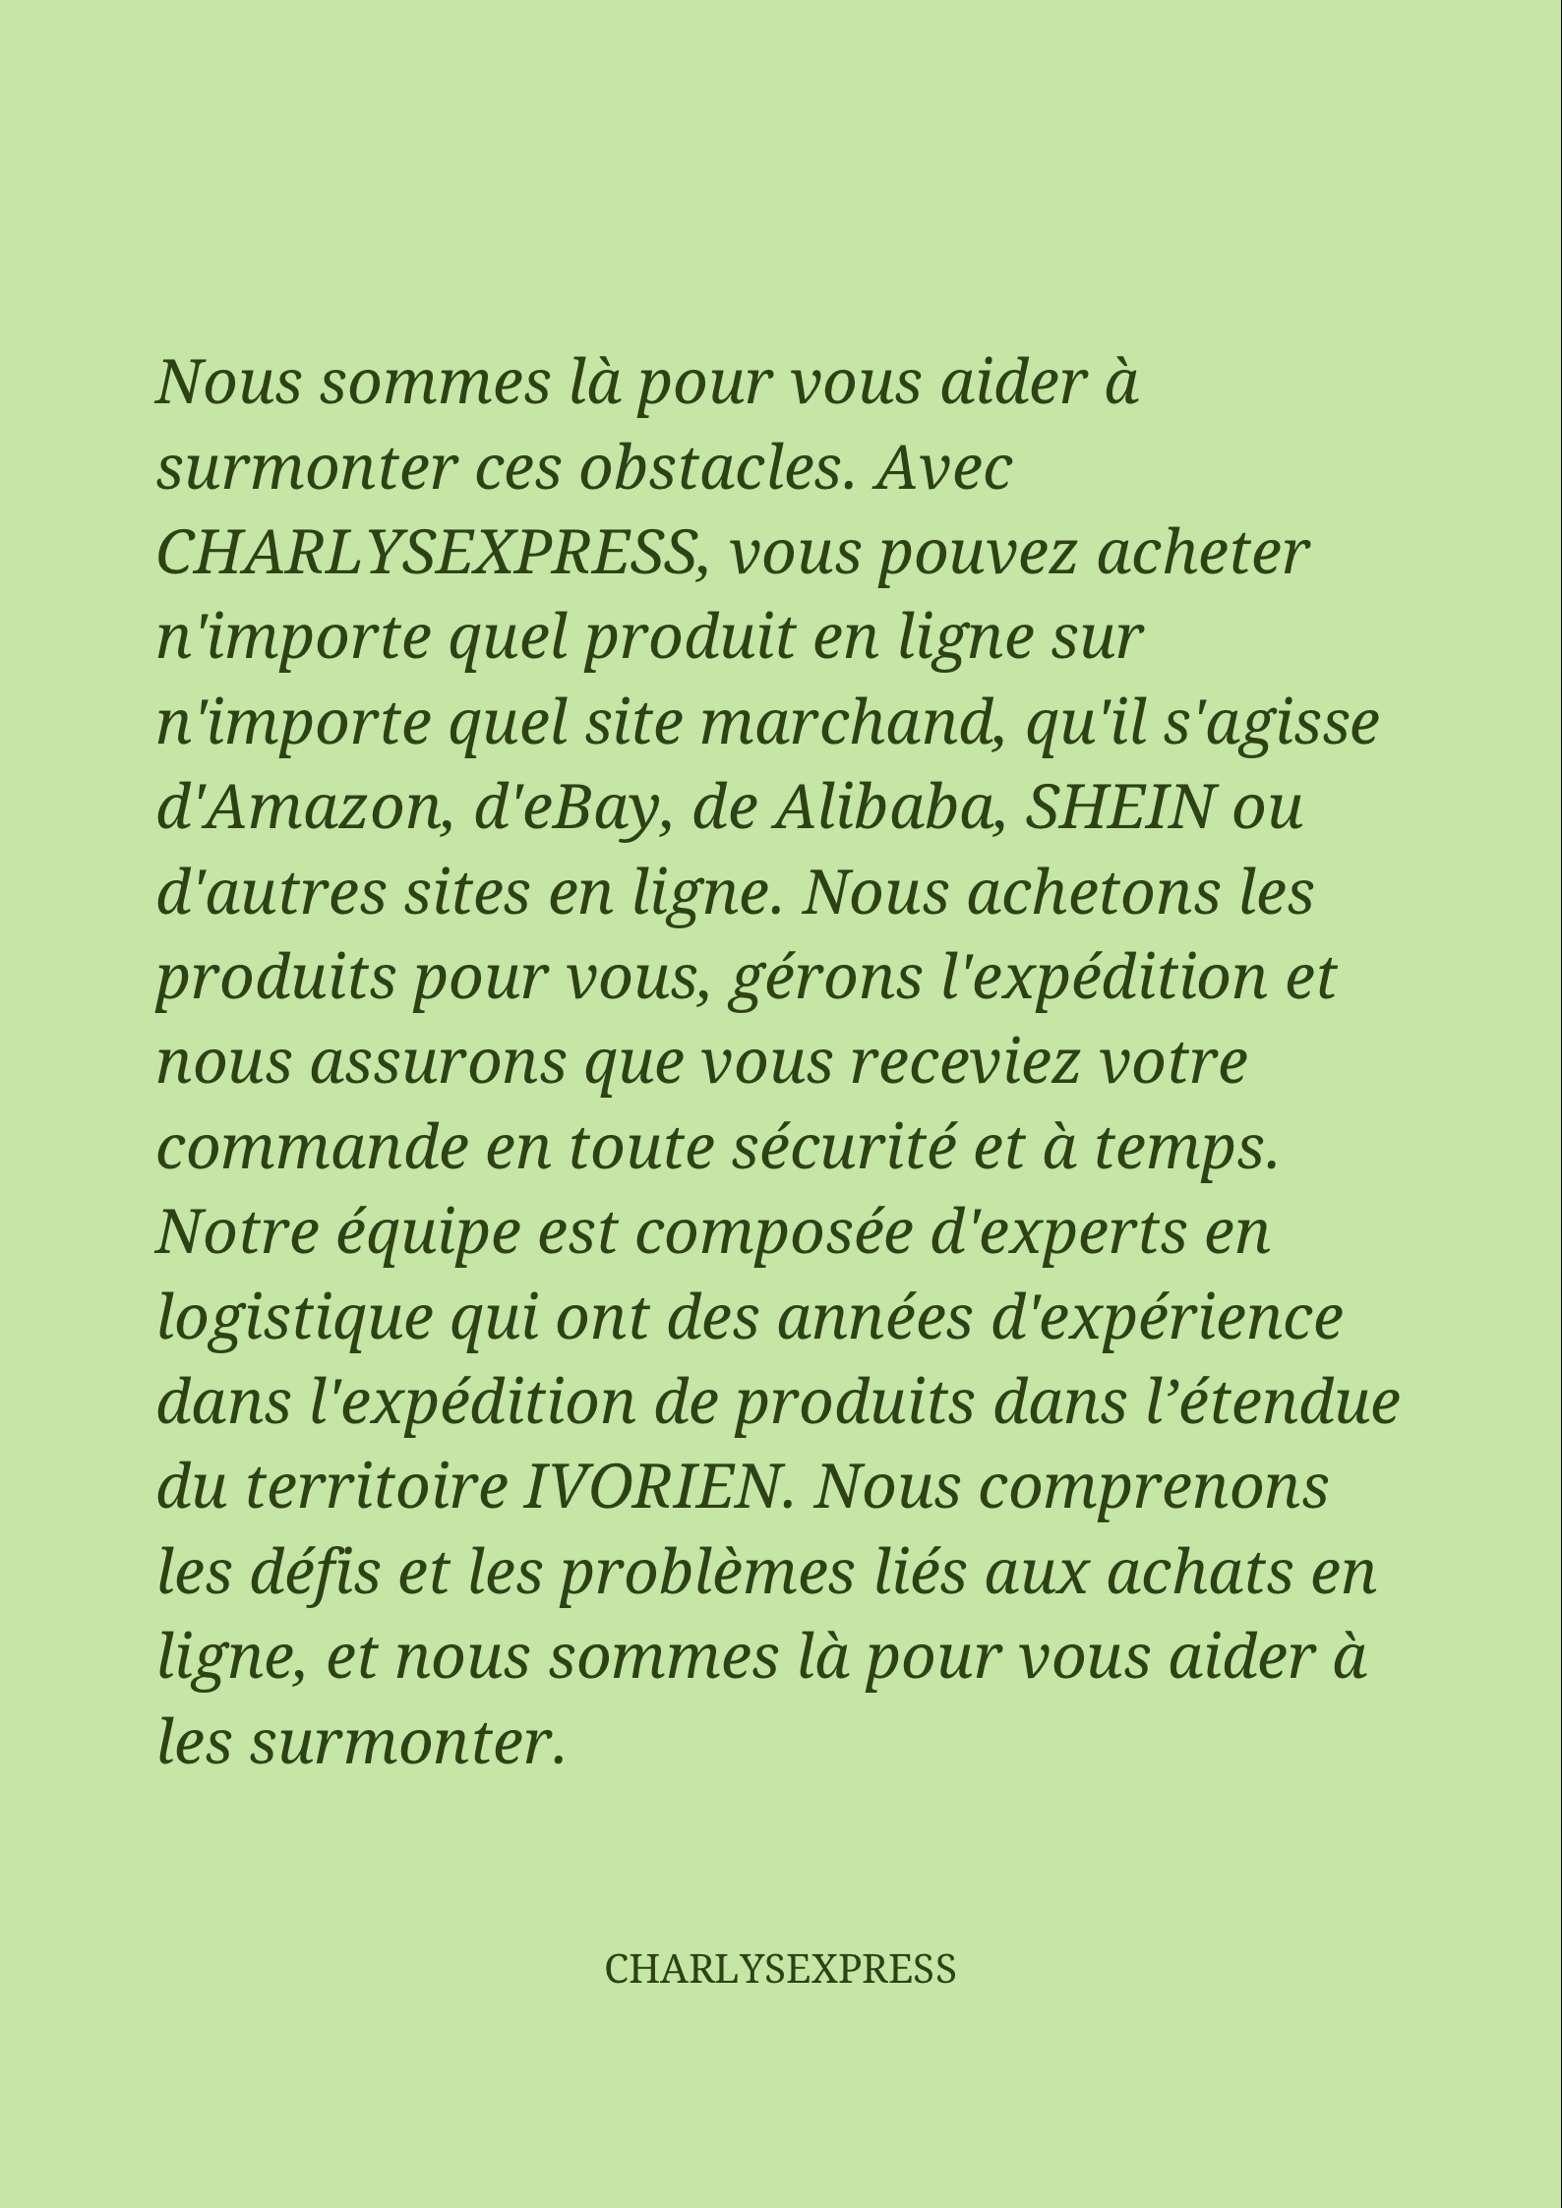 Nous sommes là pour vous aider à
surmonter ces obstacles. Avec
CHARLYSEXPRESS, vous pouvez acheter
n'importe quel produit en ligne sur
n'importe quel site marchand, qu'il s'agisse
d'Amazon, d'eBay, de Alibaba, SHEIN ou
d'autres sites en ligne. Nous achetons les
produits pour vous, gérons l'expédition et
nous assurons que vous receviez votre
commande en toute sécurité et à temps.
Notre équipe est composée d'experts en
logistique qui ont des années d'expérience
dans l'expédition de produits dans l’étendue
du territoire IVORIEN. Nous comprenons
les défis et les problèmes liés aux achats en
ligne, et nous sommes là pour vous aider à
les surmonter.
CHARLYSEXPRESS